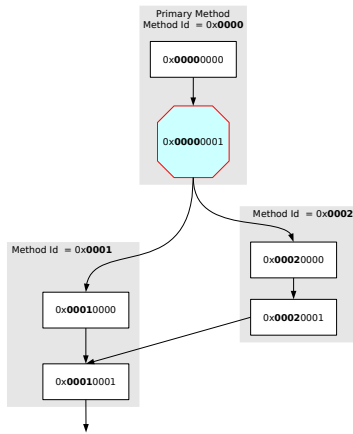 Primary Method
Method Id = 0x0000
0x00000000
0x00000001
Method Id = 0x0002
0x00020000
0x00020001
Method Id = 0x0001
0x00010000
0x00010001